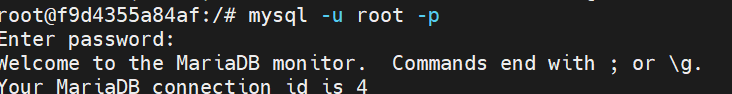 root@f9d4355a84af:/# mysql -u root -p
Enter password:
Welcome to the MariaDB monitor.  Commands end with ; or \g.
Your MariaDB connection id is 4